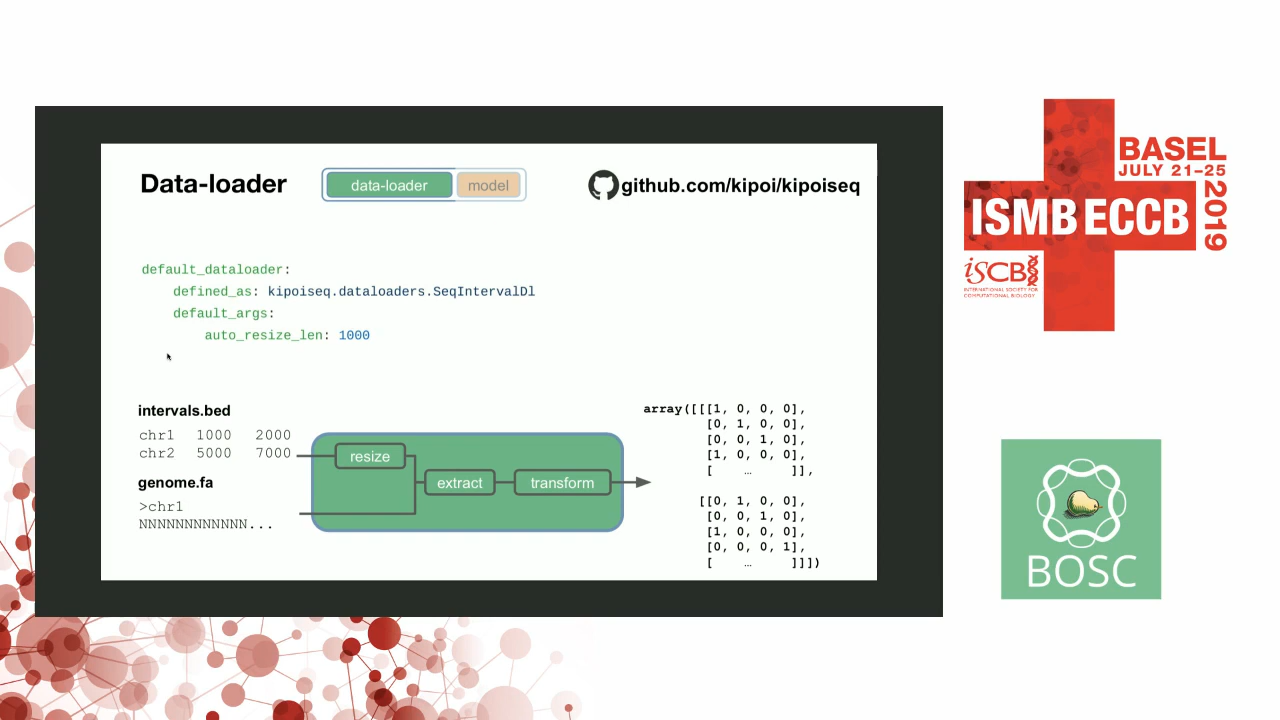 Data-loader
data-loader
model
github.com/kipoi/kipoiseq
default_dataloader:
defined_as: kipoiseq.dataloaders.SeqIntervalDl
default_args:
auto_resize_len: 1000
intervals.bed
chr1 1000 2000
chr2 5000 7000
genome.fa
>chr1
NNNNNNNNNNNN...
resize
extract
transform
array([[[1, 0, 0, 0],
[0, 1, 0, 0],
[0, 0, 1, 0],
[1, 0, 0, 0],
[ … ]],
[[0, 1, 0, 0],
[0, 0, 1, 0],
[1, 0, 0, 0],
[0, 0, 0, 1],
[ … ]]])
BASEL
JULY 21–25
2019
ISMB ECCB
ISCB
INTERNATIONAL SOCIETY FOR
COMPUTATIONAL BIOLOGY
BOSC